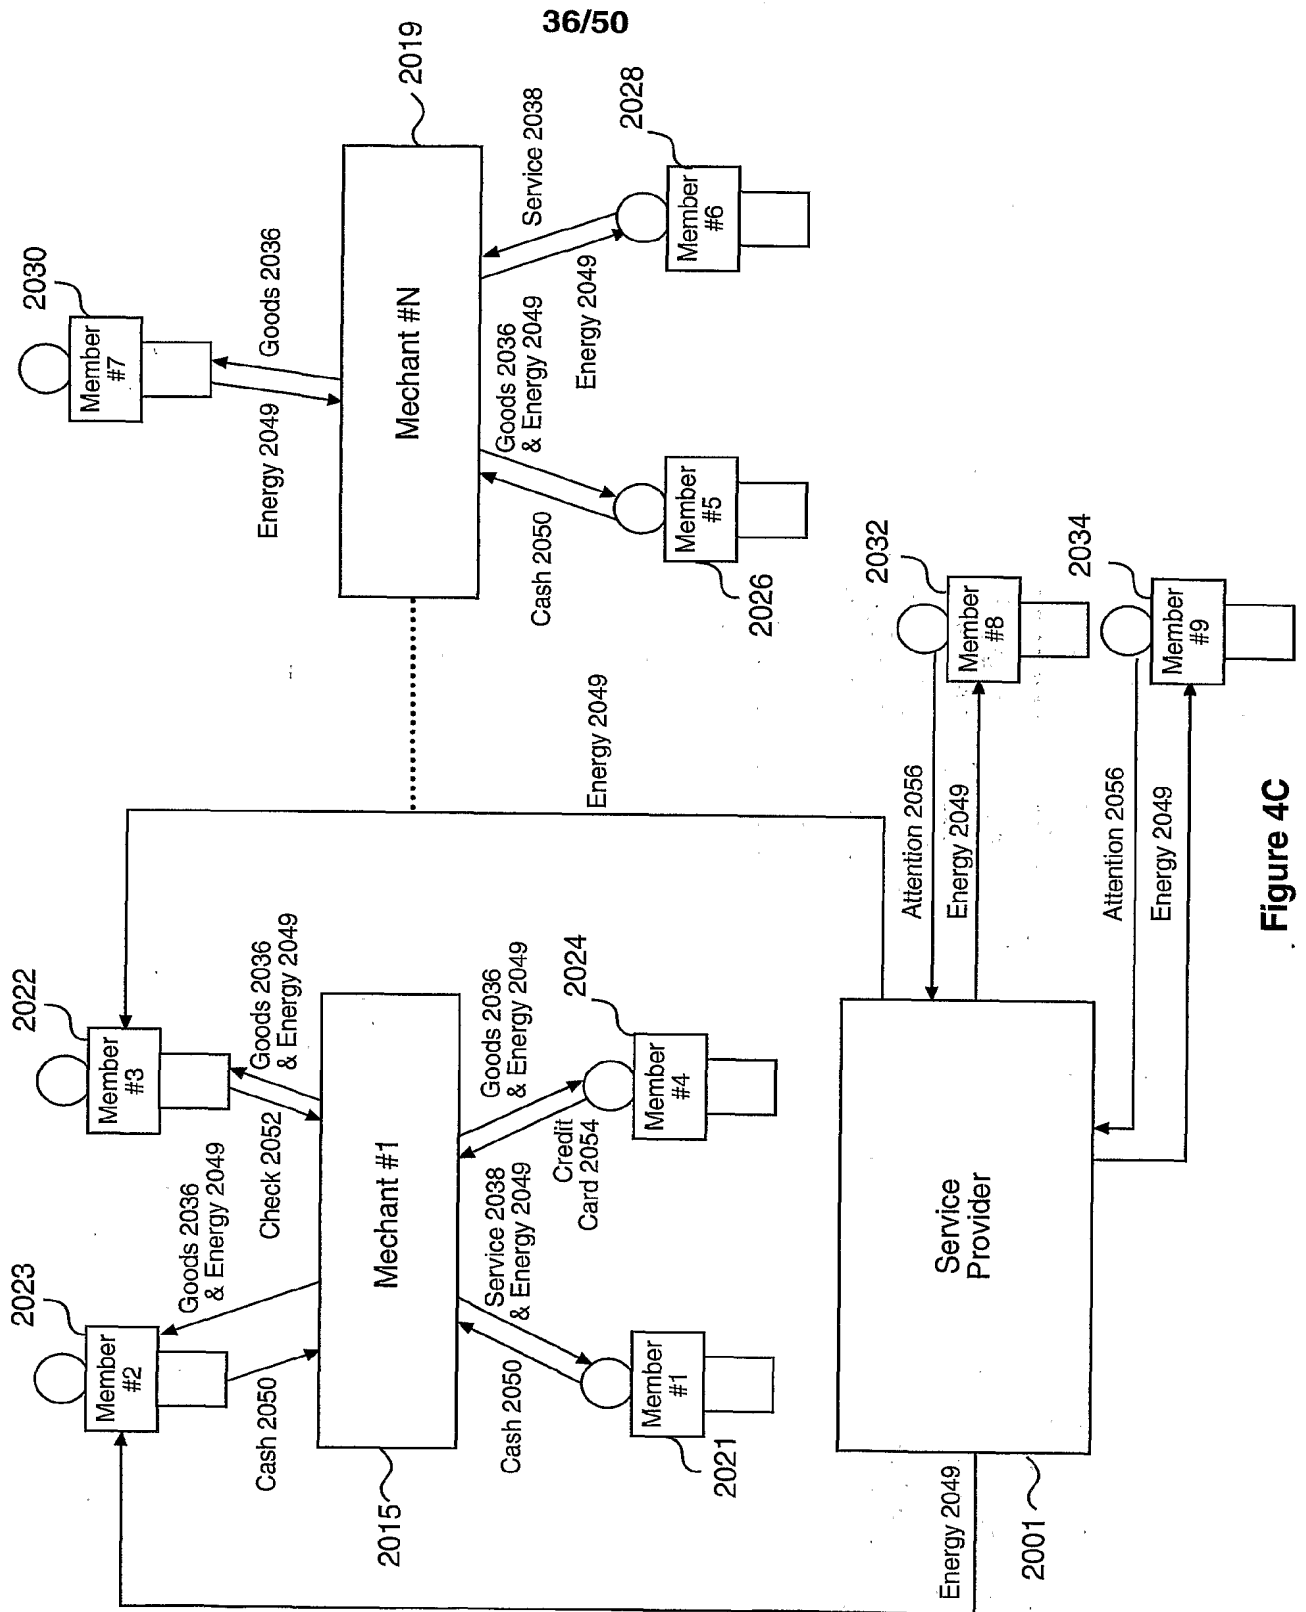 36/50
2023
Member
#2
Cash 2050
Goods 2036
& Energy 2049
2022
Member
#3
Check 2052
Goods 2036
& Energy 2049
2030
Member
#7
Energy 2049
Goods 2036
2015
Mechant #1
2019
Mechant #N
Cash 2050
Service 2038
& Energy 2049
Member
#1
2021
Credit
Card 2054
Goods 2036
& Energy 2049
Member
#4
2024
Energy 2049
Cash 2050
Goods 2036
& Energy 2049
Member
#5
2026
Energy 2049
Service 2038
Member
#6
2028
Energy 2049
2001
Service
Provider
Attention 2056
Energy 2049
Member
#8
2032
Attention 2056
Energy 2049
Member
#9
2034
Figure 4C